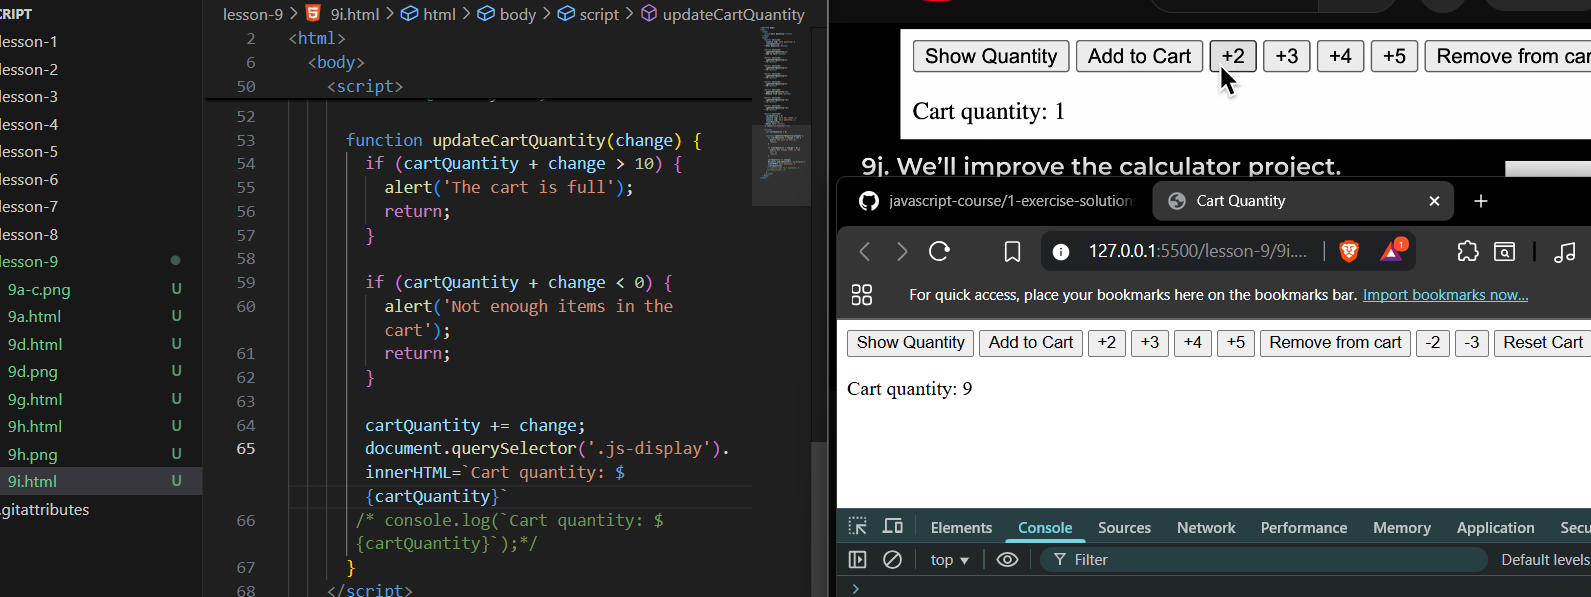 CRIPT
lesson-1
lesson-2
lesson-3
lesson-4
lesson-5
lesson-6
lesson-7
lesson-8
lesson-9
9a-c.png U
9a.html U
9d.html U
9d.png U
9g.html U
9h.html U
9h.png U
9i.html U
.gitattributes
lesson-9 > 9i.html > html > body > script > updateCartQuantity
2 <html>
6 <body>
50 <script>
52
53 function updateCartQuantity(change) {
54 if (cartQuantity + change > 10) {
55 alert('The cart is full');
56 return;
57 }
58
59 if (cartQuantity + change < 0) {
60 alert('Not enough items in the
cart');
61 return;
62 }
63
64 cartQuantity += change;
65 document.querySelector('.js-display').
innerHTML=`Cart quantity: $
{cartQuantity}`
66 /* console.log(`Cart quantity: $
{cartQuantity}`);*/
67 }
68 </script>
Show Quantity Add to Cart +2 +3 +4 +5 Remove from car
Cart quantity: 1
9j. We'll improve the calculator project.
javascript-course/1-exercise-solution
Cart Quantity
127.0.0.1:5500/lesson-9/9i.... 1
For quick access, place your bookmarks here on the bookmarks bar. Import bookmarks now...
Show Quantity Add to Cart +2 +3 +4 +5 Remove from cart -2 -3 Reset Cart
Cart quantity: 9
Elements Console Sources Network Performance Memory Application Secu
top Filter Default levels
>